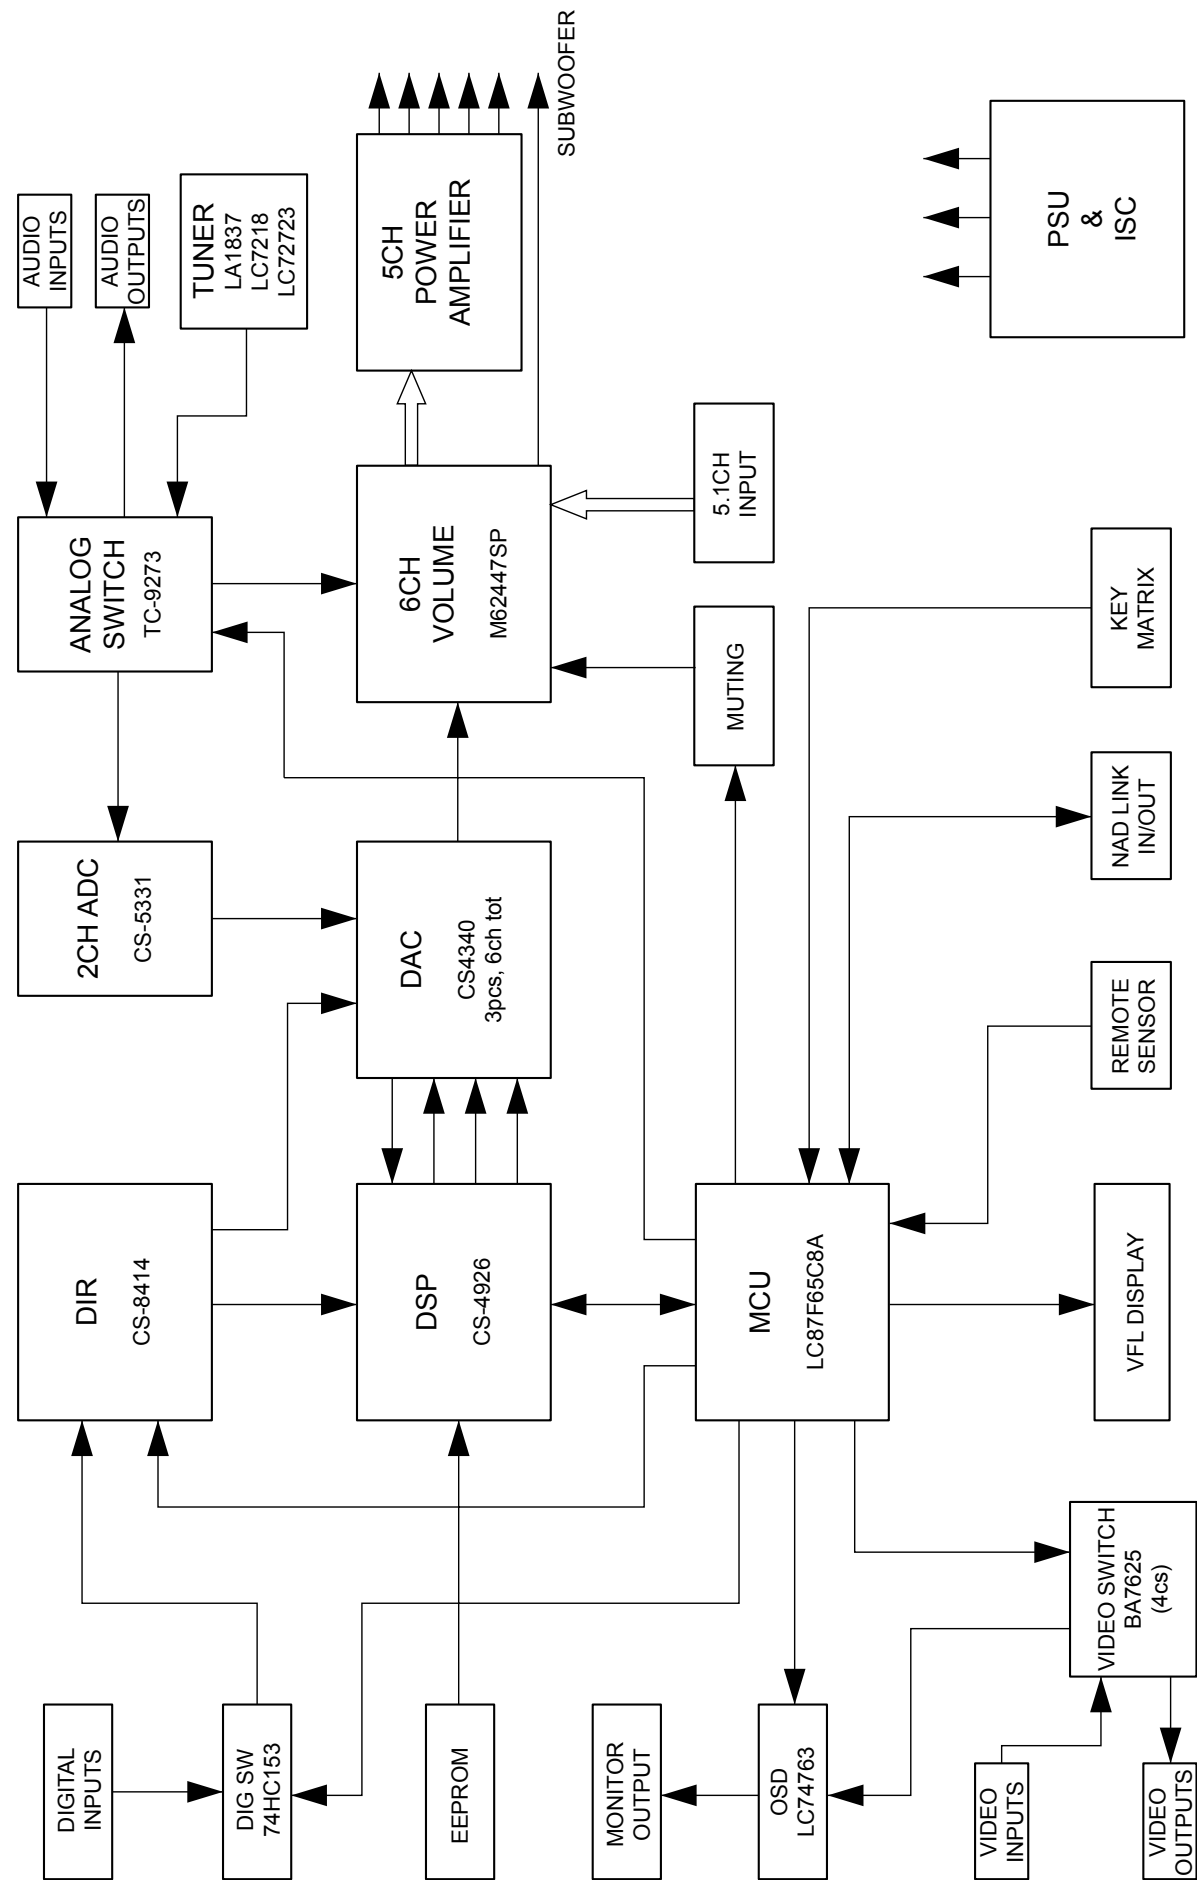 DIGITAL
INPUTS
DIG SW
74HC153
EEPROM
MONITOR
OUTPUT
OSD
LC74763
VIDEO
INPUTS
VIDEO
OUTPUTS
VIDEO SWITCH
BA7625
(4cs)
DIR
CS-8414
DSP
CS-4926
MCU
LC87F65C8A
VFL DISPLAY
2CH ADC
CS-5331
DAC
CS4340
3pcs, 6ch tot
REMOTE
SENSOR
NAD LINK
IN/OUT
ANALOG
SWITCH
TC-9273
6CH
VOLUME
M62447SP
MUTING
5.1CH
INPUT
KEY
MATRIX
AUDIO
INPUTS
AUDIO
OUTPUTS
TUNER
LA1837
LC7218
LC72723
5CH
POWER
AMPLIFIER
SUBWOOFER
PSU
&
ISC